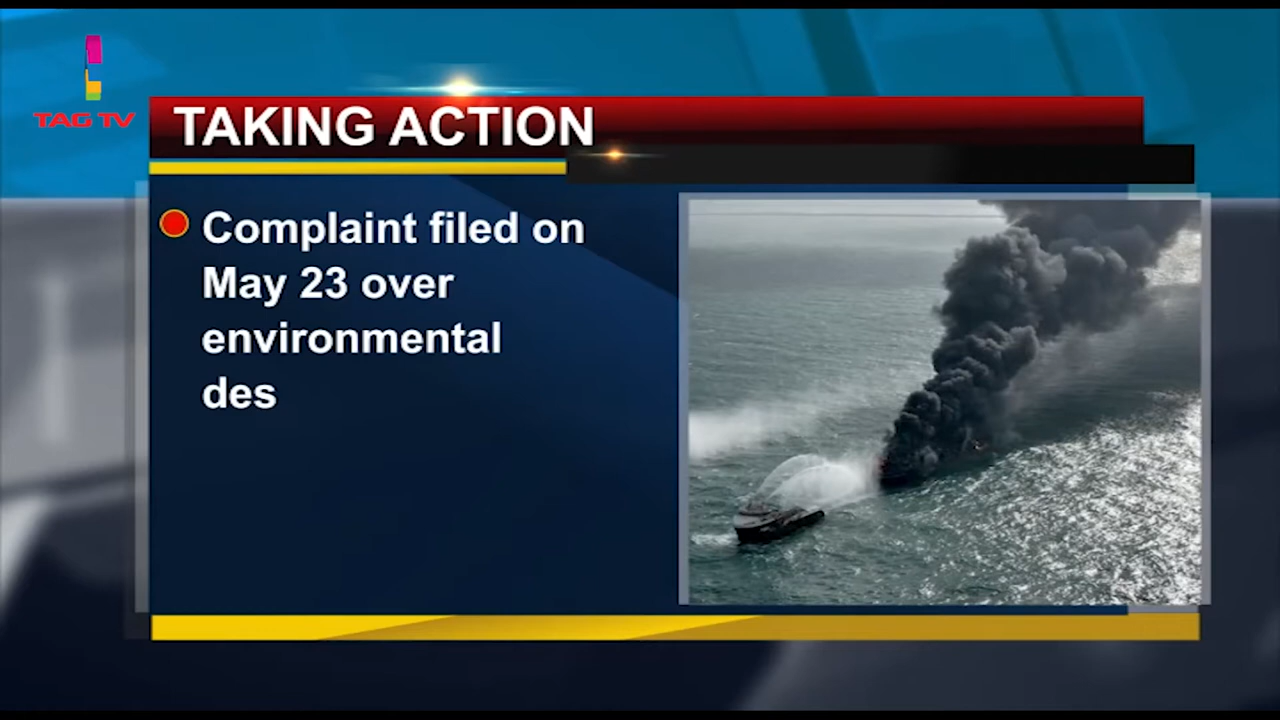 TAG TV
TAKING ACTION
Complaint filed on
May 23 over
environmental
des